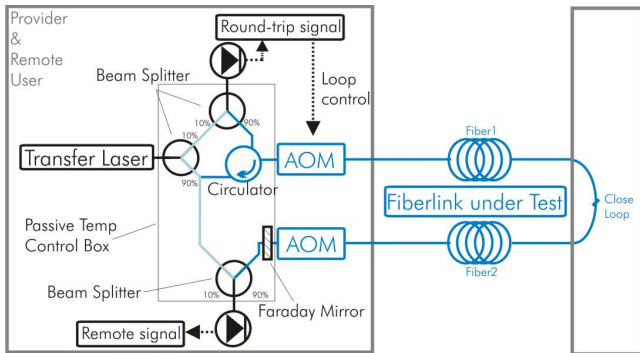 Provider
&
Remote
User
Round-trip signal
Beam Splitter
Loop
control
10%
90%
10%
Transfer Laser
90%
Circulator
AOM
Fiber1
Fiberlink under Test
Close
Loop
Passive Temp
Control Box
AOM
Fiber2
Beam Splitter
10%
90%
Faraday Mirror
Remote signal